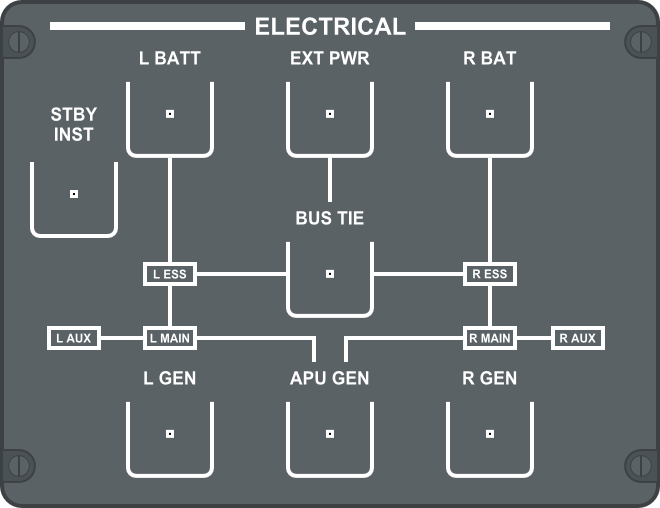 ELECTRICAL
L BATT
EXT PWR
R BAT
STBY
INST
BUS TIE
L ESS
R ESS
L AUX
L MAIN
R MAIN
R AUX
L GEN
APU GEN
R GEN